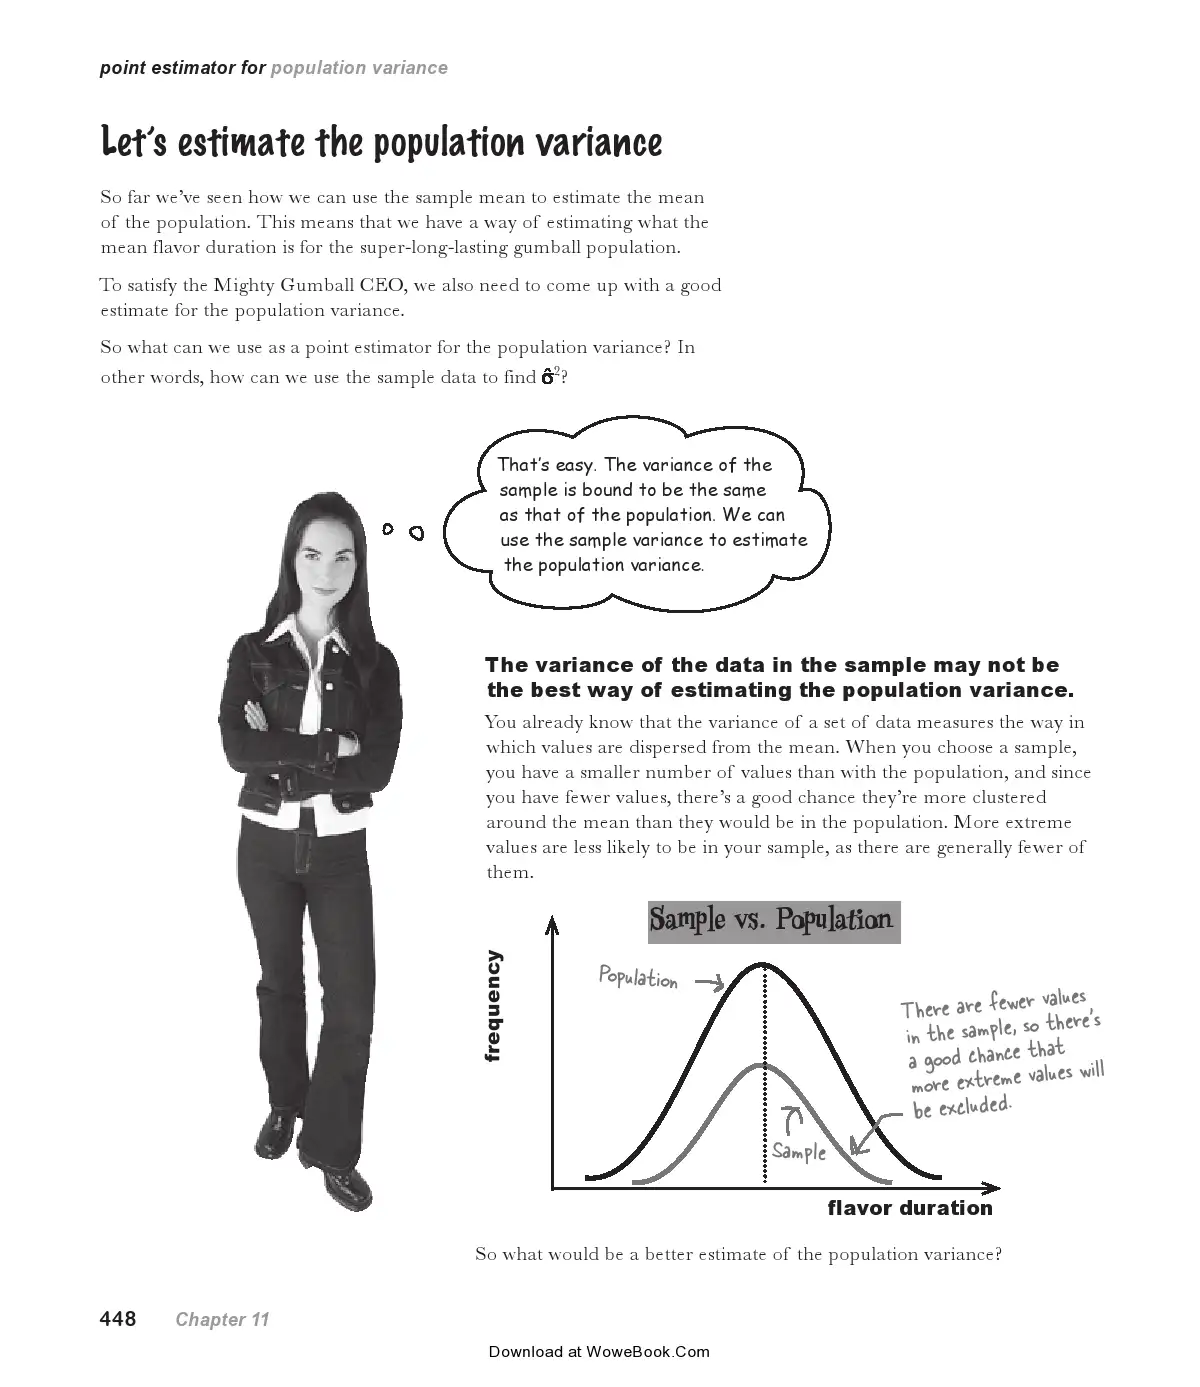 point estimator for population variance
Let's estimate the population variance
So far we've seen how we can use the sample mean to estimate the mean
of the population. This means that we have a way of estimating what the
mean flavor duration is for the super-long-lasting gumball population.
To satisfy the Mighty Gumball CEO, we also need to come up with a good
estimate for the population variance.
So what can we use as a point estimator for the population variance? In
other words, how can we use the sample data to find σ̂²?
That's easy. The variance of the
sample is bound to be the same
as that of the population. We can
use the sample variance to estimate
the population variance.
The variance of the data in the sample may not be
the best way of estimating the population variance.
You already know that the variance of a set of data measures the way in
which values are dispersed from the mean. When you choose a sample,
you have a smaller number of values than with the population, and since
you have fewer values, there's a good chance they're more clustered
around the mean than they would be in the population. More extreme
values are less likely to be in your sample, as there are generally fewer of
them.
Sample vs. Population
frequency
Population
There are fewer values
in the sample, so there's
a good chance that
more extreme values will
be excluded.
Sample
flavor duration
So what would be a better estimate of the population variance?
448 Chapter 11
Download at WoweBook.Com